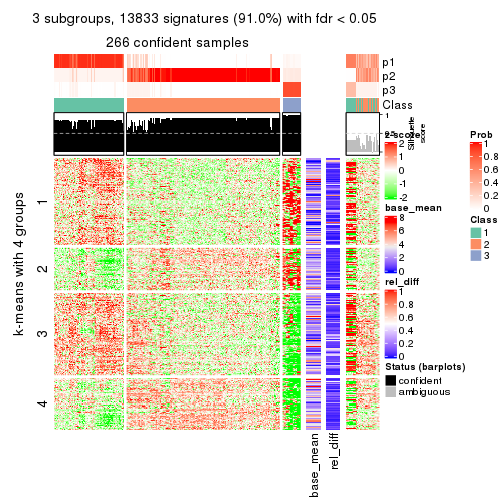 3 subgroups, 13833 signatures (91.0%) with fdr < 0.05
266 confident samples
p1
p2
p3
Class
1
0.5
Silhouette
score
k-means with 4 groups
1
2
3
4
base_mean
rel_diff
z-score
2
1
0
-1
-2
base_mean
8
6
4
2
0
rel_diff
1
0.8
0.6
0.4
0.2
0
Status (barplots)
confident
ambiguous
Prob
1
0.8
0.6
0.4
0.2
0
Class
1
2
3